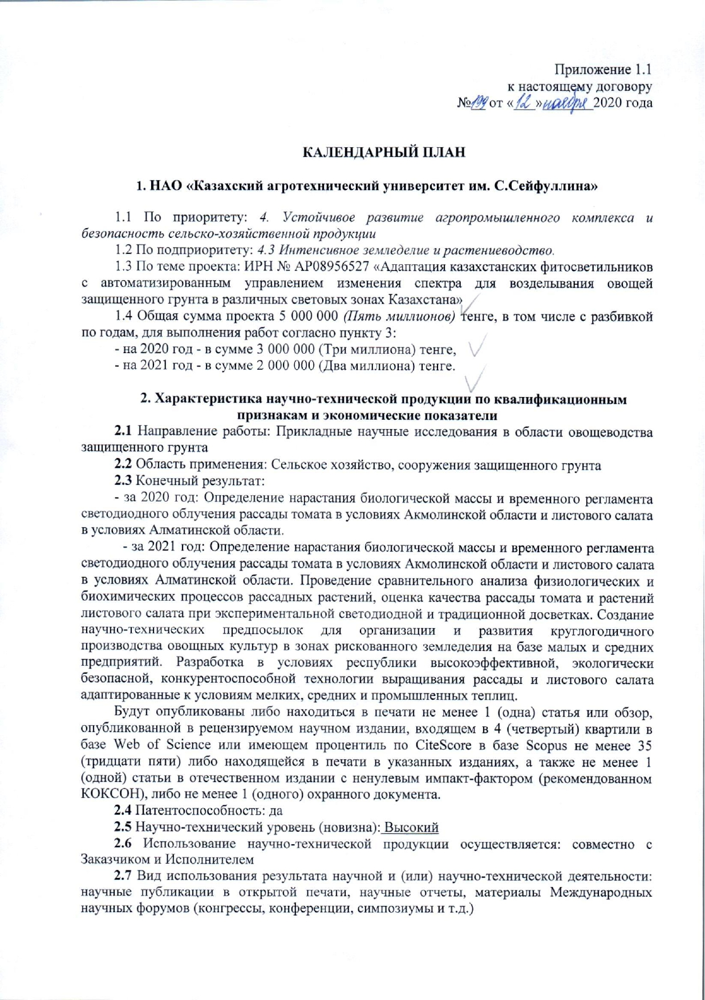 Приложение 1.1
к настоящему договору
№199 от «12» ноября 2020 года
КАЛЕНДАРНЫЙ ПЛАН
1. НАО «Казахский агротехнический университет им. С.Сейфуллина»
1.1 По приоритету: 4. Устойчивое развитие агропромышленного комплекса и
безопасность сельско-хозяйственной продукции
1.2 По подприоритету: 4.3 Интенсивное земледелие и растениеводство.
1.3 По теме проекта: ИРН № АР08956527 «Адаптация казахстанских фитосветильников
с автоматизированным управлением изменения спектра для возделывания овощей
защищенного грунта в различных световых зонах Казахстана»
1.4 Общая сумма проекта 5 000 000 (Пять миллионов) тенге, в том числе с разбивкой
по годам, для выполнения работ согласно пункту 3:
- на 2020 год - в сумме 3 000 000 (Три миллиона) тенге,
- на 2021 год - в сумме 2 000 000 (Два миллиона) тенге.
2. Характеристика научно-технической продукции по квалификационным
признакам и экономические показатели
2.1 Направление работы: Прикладные научные исследования в области овощеводства
защищенного грунта
2.2 Область применения: Сельское хозяйство, сооружения защищенного грунта
2.3 Конечный результат:
- за 2020 год: Определение нарастания биологической массы и временного регламента
светодиодного облучения рассады томата в условиях Акмолинской области и листового салата
в условиях Алматинской области.
- за 2021 год: Определение нарастания биологической массы и временного регламента
светодиодного облучения рассады томата в условиях Акмолинской области и листового салата
в условиях Алматинской области. Проведение сравнительного анализа физиологических и
биохимических процессов рассадных растений, оценка качества рассады томата и растений
листового салата при экспериментальной светодиодной и традиционной досветках. Создание
научно-технических предпосылок для организации и развития круглогодичного
производства овощных культур в зонах рискованного земледелия на базе малых и средних
предприятий. Разработка в условиях республики высокоэффективной, экологически
безопасной, конкурентоспособной технологии выращивания рассады и листового салата
адаптированные к условиям мелких, средних и промышленных теплиц.
Будут опубликованы либо находиться в печати не менее 1 (одна) статья или обзор,
опубликованной в рецензируемом научном издании, входящем в 4 (четвертый) квартили в
базе Web of Science или имеющем процентиль по CiteScore в базе Scopus не менее 35
(тридцати пяти) либо находящейся в печати в указанных изданиях, а также не менее 1
(одной) статьи в отечественном издании с ненулевым импакт-фактором (рекомендованном
КОКСОН), либо не менее 1 (одного) охранного документа.
2.4 Патентоспособность: да
2.5 Научно-технический уровень (новизна): Высокий
2.6 Использование научно-технической продукции осуществляется: совместно с
Заказчиком и Исполнителем
2.7 Вид использования результата научной и (или) научно-технической деятельности:
научные публикации в открытой печати, научные отчеты, материалы Международных
научных форумов (конгрессы, конференции, симпозиумы и т.д.)